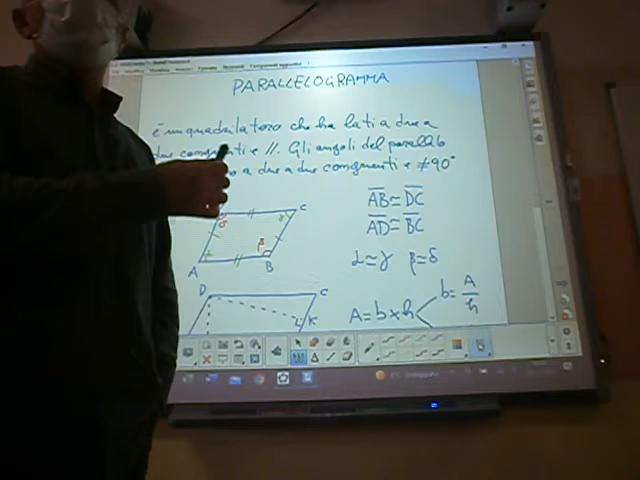 PARALLELOGRAMMA
è un quadrilatero che ha lati a due a
due congruenti e //. Gli angoli del parall
a due a due congruenti e ≠ 90°
AB ≅ DC
AD ≅ BC
α ≅ γ β ≅ δ
δ C
β
A B
D C
K
A = b × h
b = A/h